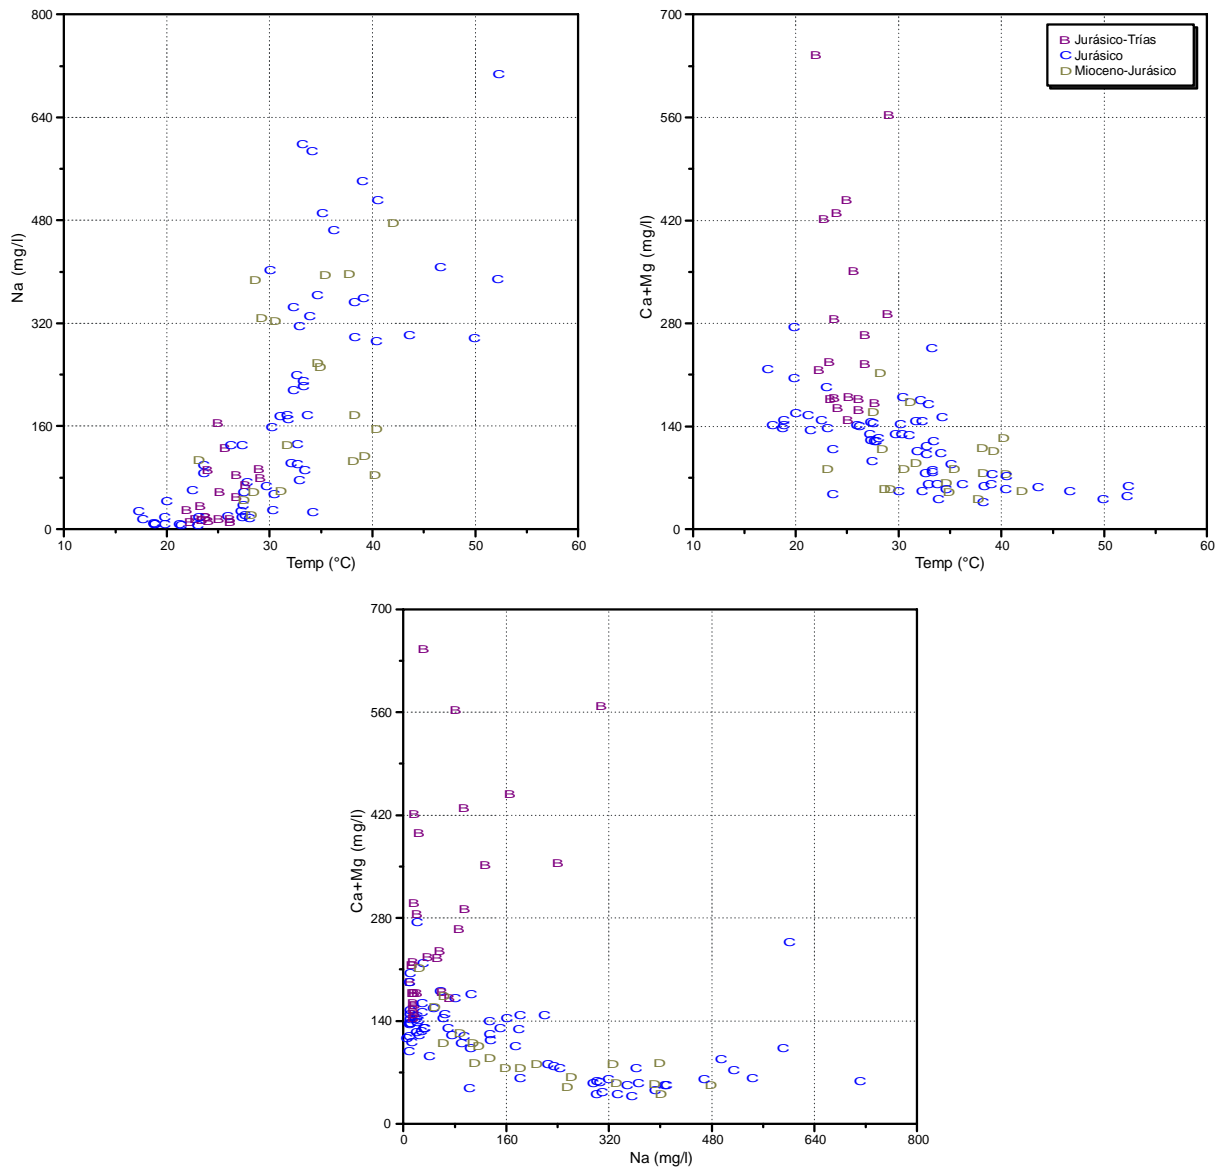 800
640
480
320
160
0
Na (mg/l)
10 20 30 40 50 60
Temp (°C)
700
560
420
280
140
0
Ca+Mg (mg/l)
10 20 30 40 50 60
Temp (°C)
B Jurásico-Trías
C Jurásico
D Mioceno-Jurásico
700
560
420
280
140
0
Ca+Mg (mg/l)
0 160 320 480 640 800
Na (mg/l)